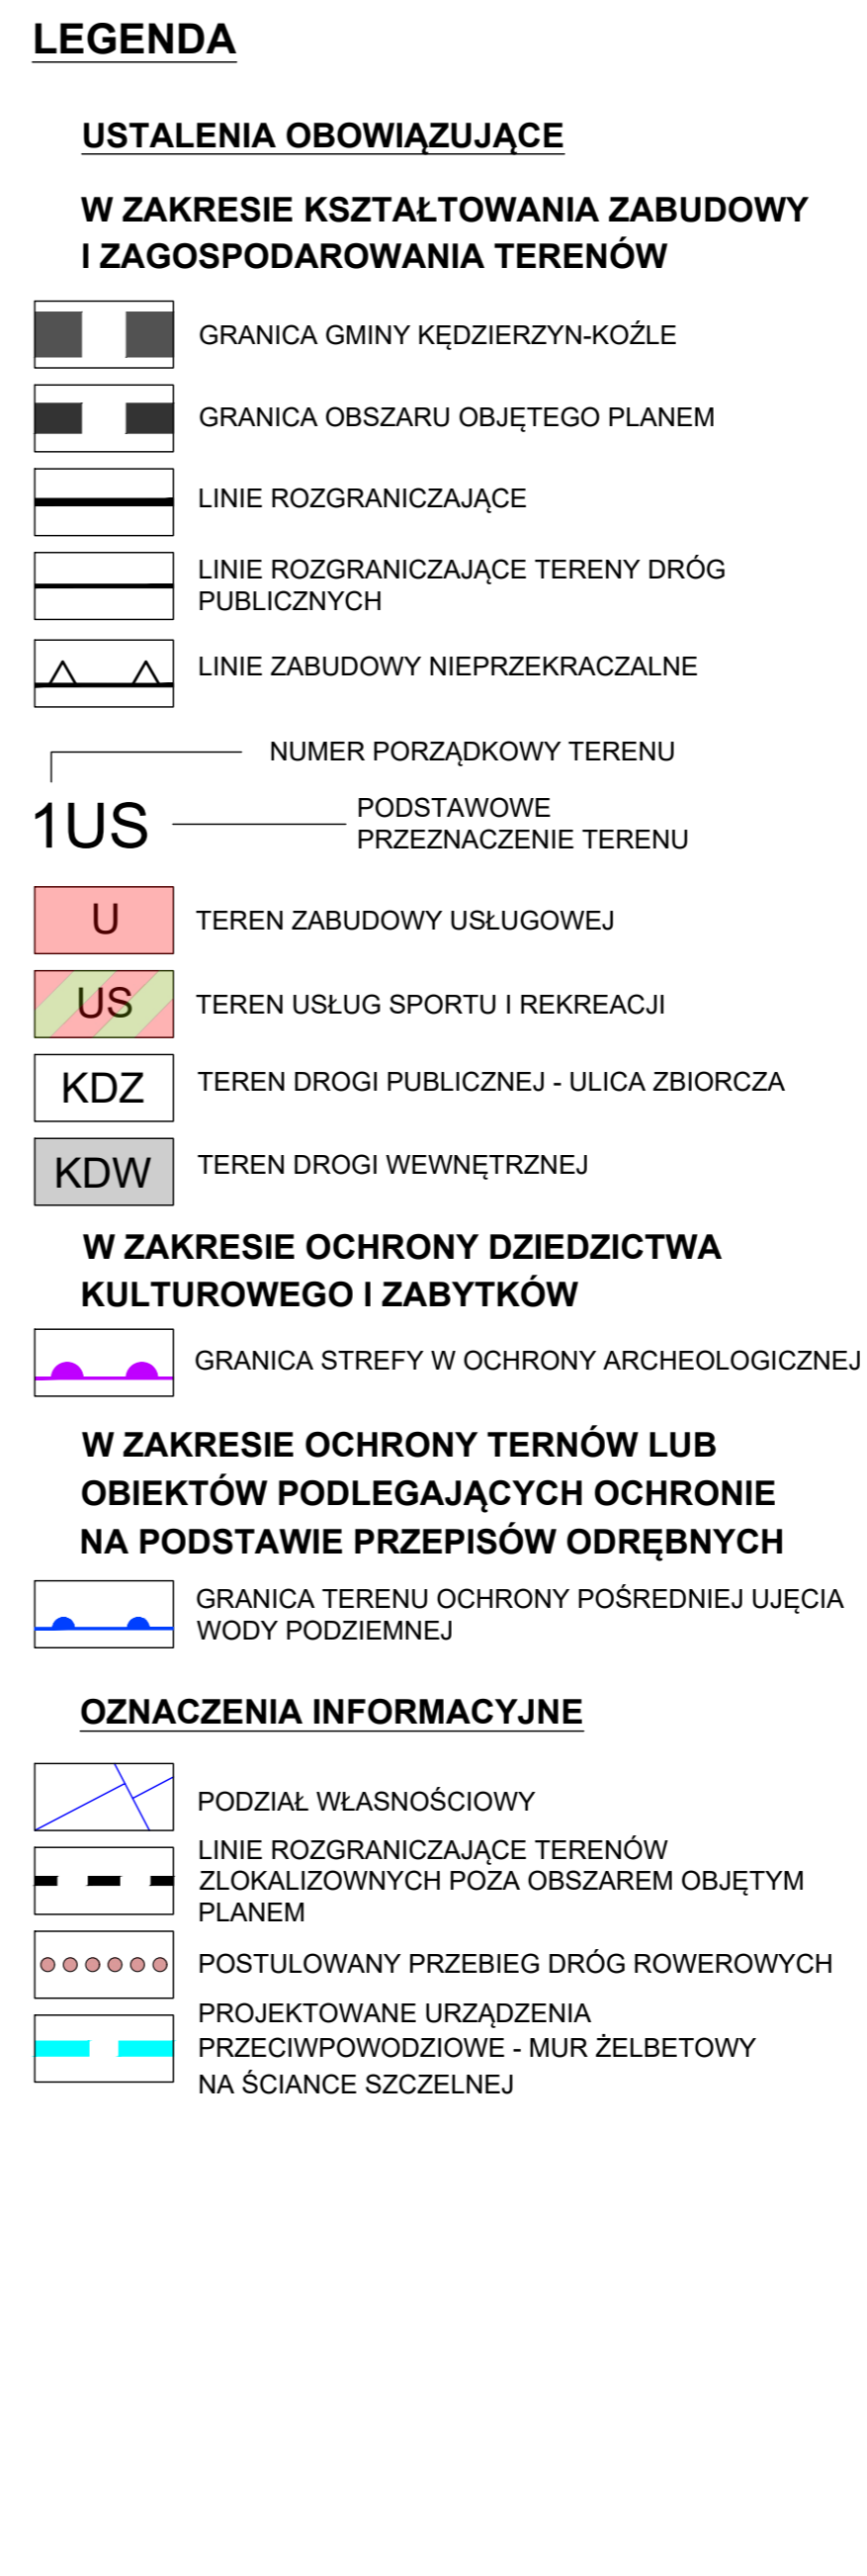 LEGENDA
USTALENIA OBOWIĄZUJĄCE
W ZAKRESIE KSZTAŁTOWANIA ZABUDOWY
I ZAGOSPODAROWANIA TERENÓW
GRANICA GMINY KĘDZIERZYN-KOŹLE
GRANICA OBSZARU OBJĘTEGO PLANEM
LINIE ROZGRANICZAJĄCE
LINIE ROZGRANICZAJĄCE TERENY DRÓG
PUBLICZNYCH
LINIE ZABUDOWY NIEPRZEKRACZALNE
NUMER PORZĄDKOWY TERENU
1US
PODSTAWOWE
PRZEZNACZENIE TERENU
U TEREN ZABUDOWY USŁUGOWEJ
US TEREN USŁUG SPORTU I REKREACJI
KDZ TEREN DROGI PUBLICZNEJ - ULICA ZBIORCZA
KDW TEREN DROGI WEWNĘTRZNEJ
W ZAKRESIE OCHRONY DZIEDZICTWA
KULTUROWEGO I ZABYTKÓW
GRANICA STREFY W OCHRONY ARCHEOLOGICZNEJ
W ZAKRESIE OCHRONY TERNÓW LUB
OBIEKTÓW PODLEGAJĄCYCH OCHRONIE
NA PODSTAWIE PRZEPISÓW ODRĘBNYCH
GRANICA TERENU OCHRONY POŚREDNIEJ UJĘCIA
WODY PODZIEMNEJ
OZNACZENIA INFORMACYJNE
PODZIAŁ WŁASNOŚCIOWY
LINIE ROZGRANICZAJĄCE TERENÓW
ZLOKALIZOWNYCH POZA OBSZAREM OBJĘTYM
PLANEM
POSTULOWANY PRZEBIEG DRÓG ROWEROWYCH
PROJEKTOWANE URZĄDZENIA
PRZECIWPOWODZIOWE - MUR ŻELBETOWY
NA ŚCIANCE SZCZELNEJ